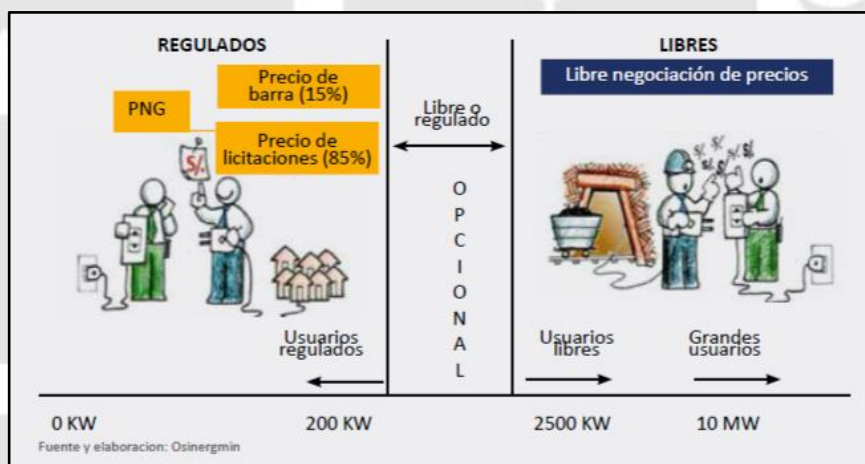 REGULADOS
LIBRES
PNG
Precio de
barra (15%)
Precio de
licitaciones (85%)
Libre o
regulado
Libre negociación de precios
S/.
S/. S/.
S/. S/.
O
P
C
I
O
N
A
L
Usuarios
regulados
Usuarios
libres
Grandes
usuarios
0 KW
200 KW
2500 KW
10 MW
Fuente y elaboracion: Osinergmin